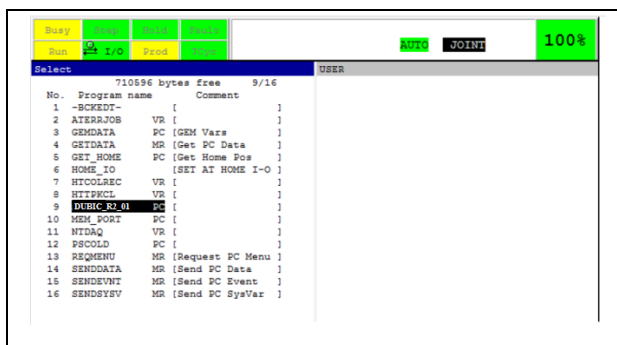 Busy Step Hold Fault
Run I/O Prod TCyc
AUTO JOINT 100%
Select USER
710596 bytes free 9/16
No. Program name Comment
1 -BCKEDT- [ ]
2 ATERRJOB VR [ ]
3 GEMDATA PC [GEM Vars ]
4 GETDATA MR [Get PC Data ]
5 GET_HOME PC [Get Home Pos ]
6 HOME_IO [SET AT HOME I-O ]
7 HTCOLREC VR [ ]
8 HTTPKCL VR [ ]
9 DUBIC_R2_01 PC [ ]
10 MEM_PORT PC [ ]
11 NTDAQ VR [ ]
12 PSCOLD PC [ ]
13 REQMENU MR [Request PC Menu ]
14 SENDDATA MR [Send PC Data ]
15 SENDEVNT MR [Send PC Event ]
16 SENDSYSV MR [Send PC SysVar ]